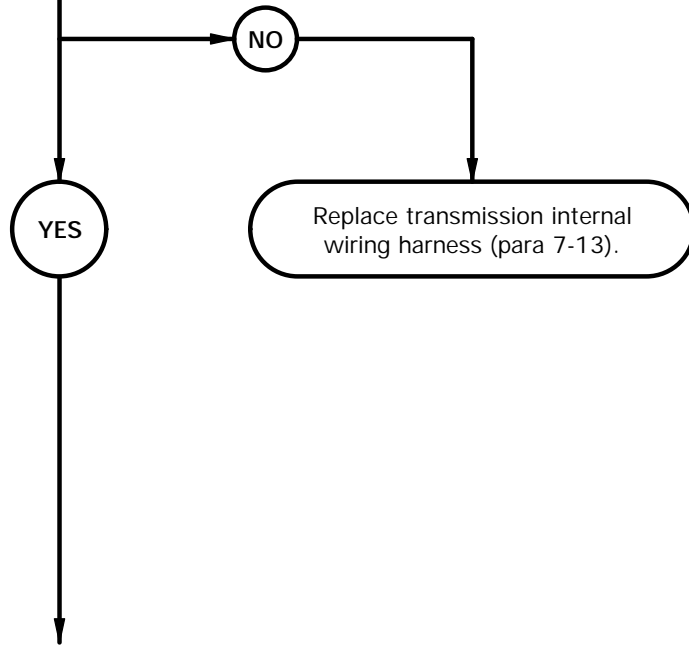 NO
YES
Replace transmission internal
wiring harness (para 7-13).